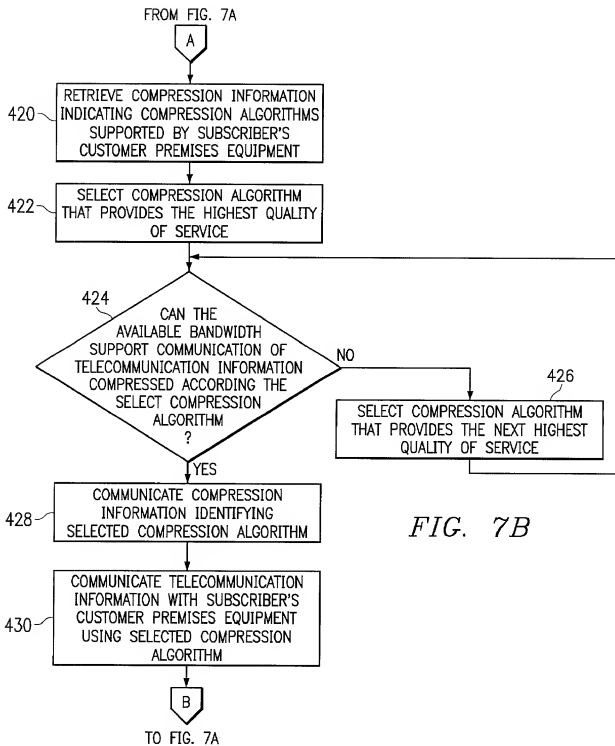 FROM FIG. 7A
A
RETRIEVE COMPRESSION INFORMATION
INDICATING COMPRESSION ALGORITHMS
SUPPORTED BY SUBSCRIBER'S
CUSTOMER PREMISES EQUIPMENT
420
SELECT COMPRESSION ALGORITHM
THAT PROVIDES THE HIGHEST QUALITY
OF SERVICE
422
424
CAN THE
AVAILABLE BANDWIDTH
SUPPORT COMMUNICATION OF
TELECOMMUNICATION INFORMATION
COMPRESSED ACCORDING THE
SELECT COMPRESSION
ALGORITHM
?
NO
426
SELECT COMPRESSION ALGORITHM
THAT PROVIDES THE NEXT HIGHEST
QUALITY OF SERVICE
YES
COMMUNICATE COMPRESSION
INFORMATION IDENTIFYING
SELECTED COMPRESSION ALGORITHM
428
FIG. 7B
COMMUNICATE TELECOMMUNICATION
INFORMATION WITH SUBSCRIBER'S
CUSTOMER PREMISES EQUIPMENT
USING SELECTED COMPRESSION
ALGORITHM
430
B
TO FIG. 7A